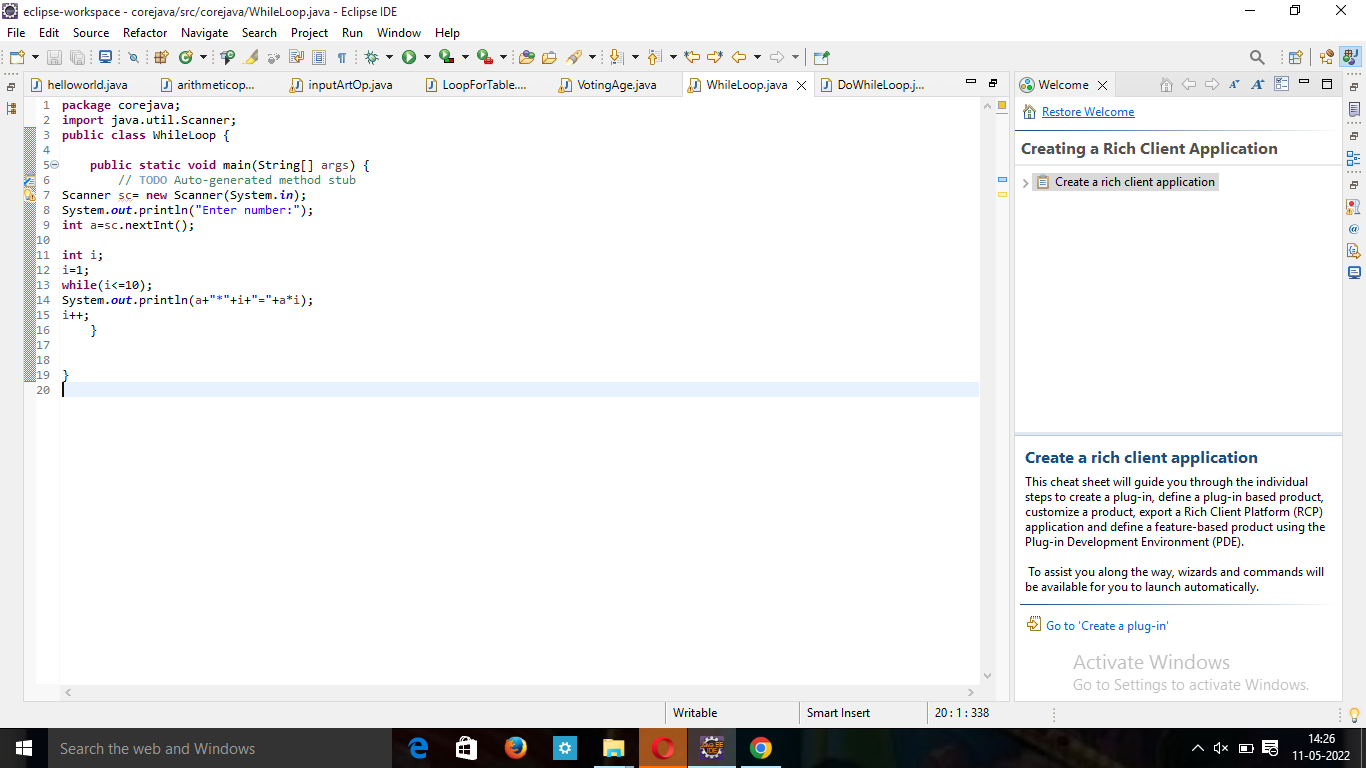 eclipse-workspace - corejava/src/corejava/WhileLoop.java - Eclipse IDE
File Edit Source Refactor Navigate Search Project Run Window Help
helloworld.java arithmeticop... inputArtOp.java LoopForTable.... VotingAge.java WhileLoop.java DoWhileLoop.j...
1 package corejava;
2 import java.util.Scanner;
3 public class WhileLoop {
4
5 public static void main(String[] args) {
6 // TODO Auto-generated method stub
7 Scanner sc= new Scanner(System.in);
8 System.out.println("Enter number:");
9 int a=sc.nextInt();
10
11 int i;
12 i=1;
13 while(i<=10);
14 System.out.println(a+"*"+i+"="+a*i);
15 i++;
16 }
17
18
19 }
20
Welcome
Restore Welcome
Creating a Rich Client Application
Create a rich client application
Create a rich client application
This cheat sheet will guide you through the individual
steps to create a plug-in, define a plug-in based product,
customize a product, export a Rich Client Platform (RCP)
application and define a feature-based product using the
Plug-in Development Environment (PDE).
To assist you along the way, wizards and commands will
be available for you to launch automatically.
Go to 'Create a plug-in'
Activate Windows
Go to Settings to activate Windows.
Writable Smart Insert 20 : 1 : 338
Search the web and Windows
14:26
11-05-2022